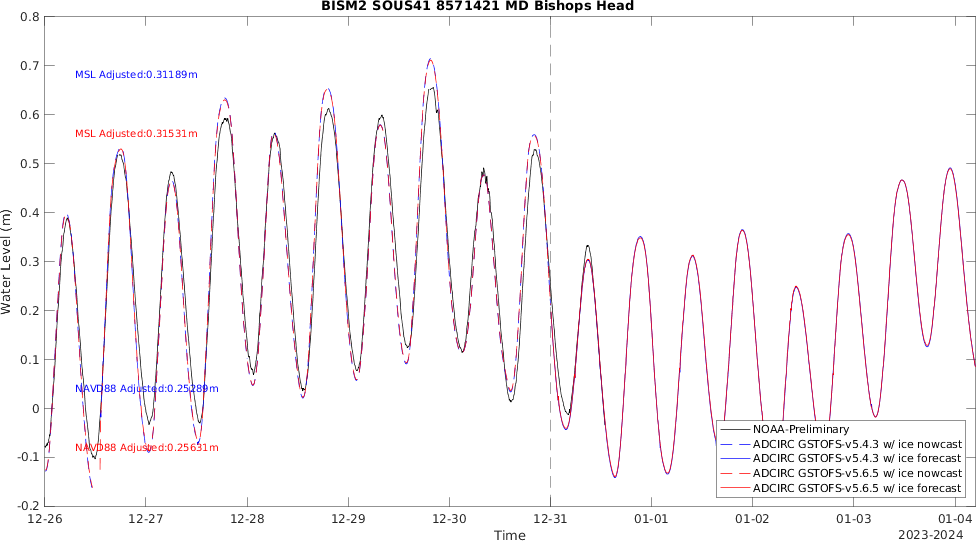 BISM2 SOUS41 8571421 MD Bishops Head
0.8
0.7
0.6
0.5
0.4
0.3
0.2
0.1
0
-0.1
-0.2
Water Level (m)
MSL Adjusted:0.31189m
MSL Adjusted:0.31531m
NAVD88 Adjusted:0.25289m
NAVD88 Adjusted:0.25631m
NOAA-Preliminary
ADCIRC GSTOFS-v5.4.3 w/ ice nowcast
ADCIRC GSTOFS-v5.4.3 w/ ice forecast
ADCIRC GSTOFS-v5.6.5 w/ ice nowcast
ADCIRC GSTOFS-v5.6.5 w/ ice forecast
12-26 12-27 12-28 12-29 12-30 12-31 01-01 01-02 01-03 01-04
Time
2023-2024